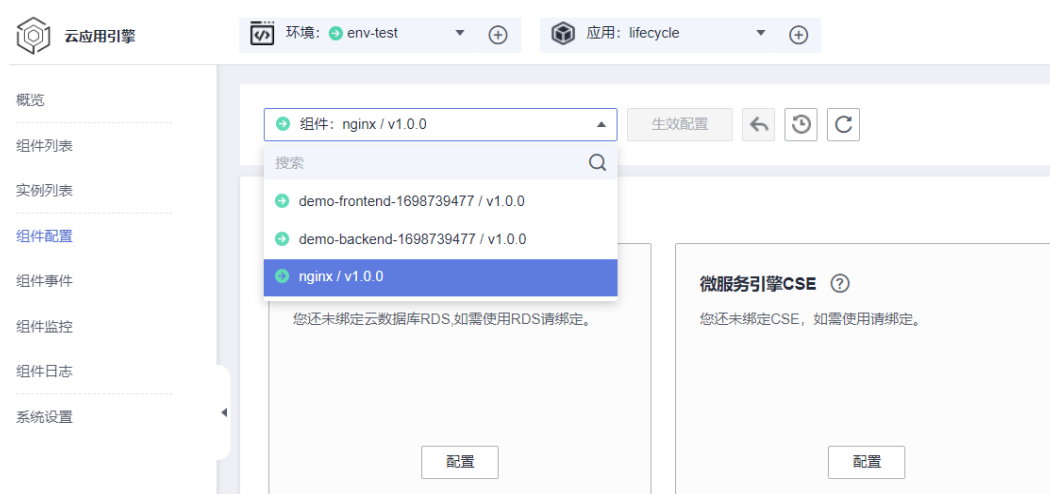 云应用引擎
环境: env-test
应用: lifecycle
概览
组件列表
实例列表
组件配置
组件事件
组件监控
组件日志
系统设置
组件: nginx / v1.0.0
生效配置
搜索
demo-frontend-1698739477 / v1.0.0
demo-backend-1698739477 / v1.0.0
nginx / v1.0.0
您还未绑定云数据库RDS,如需使用RDS请绑定。
配置
微服务引擎CSE
您还未绑定CSE，如需使用请绑定。
配置